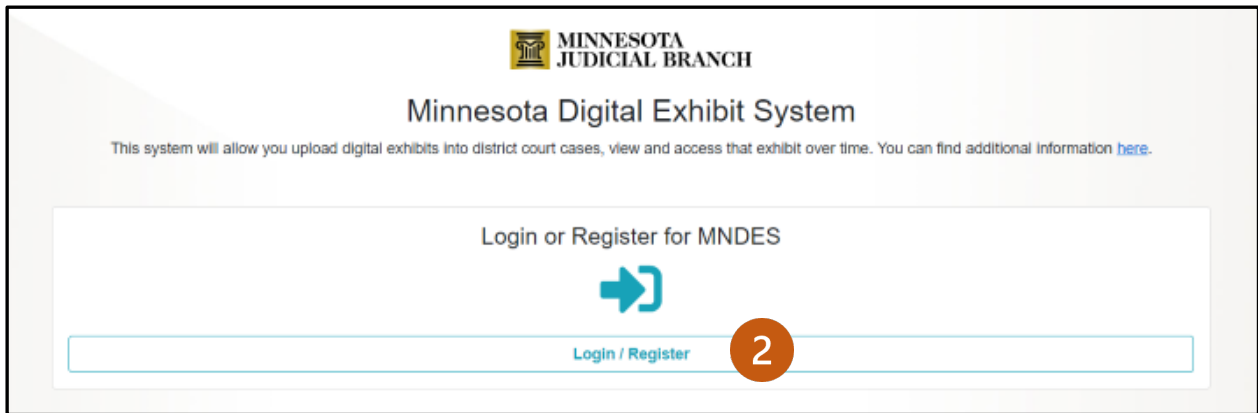 MINNESOTA
JUDICIAL BRANCH
Minnesota Digital Exhibit System
This system will allow you upload digital exhibits into district court cases, view and access that exhibit over time. You can find additional information here.
Login or Register for MNDES
Login / Register
2